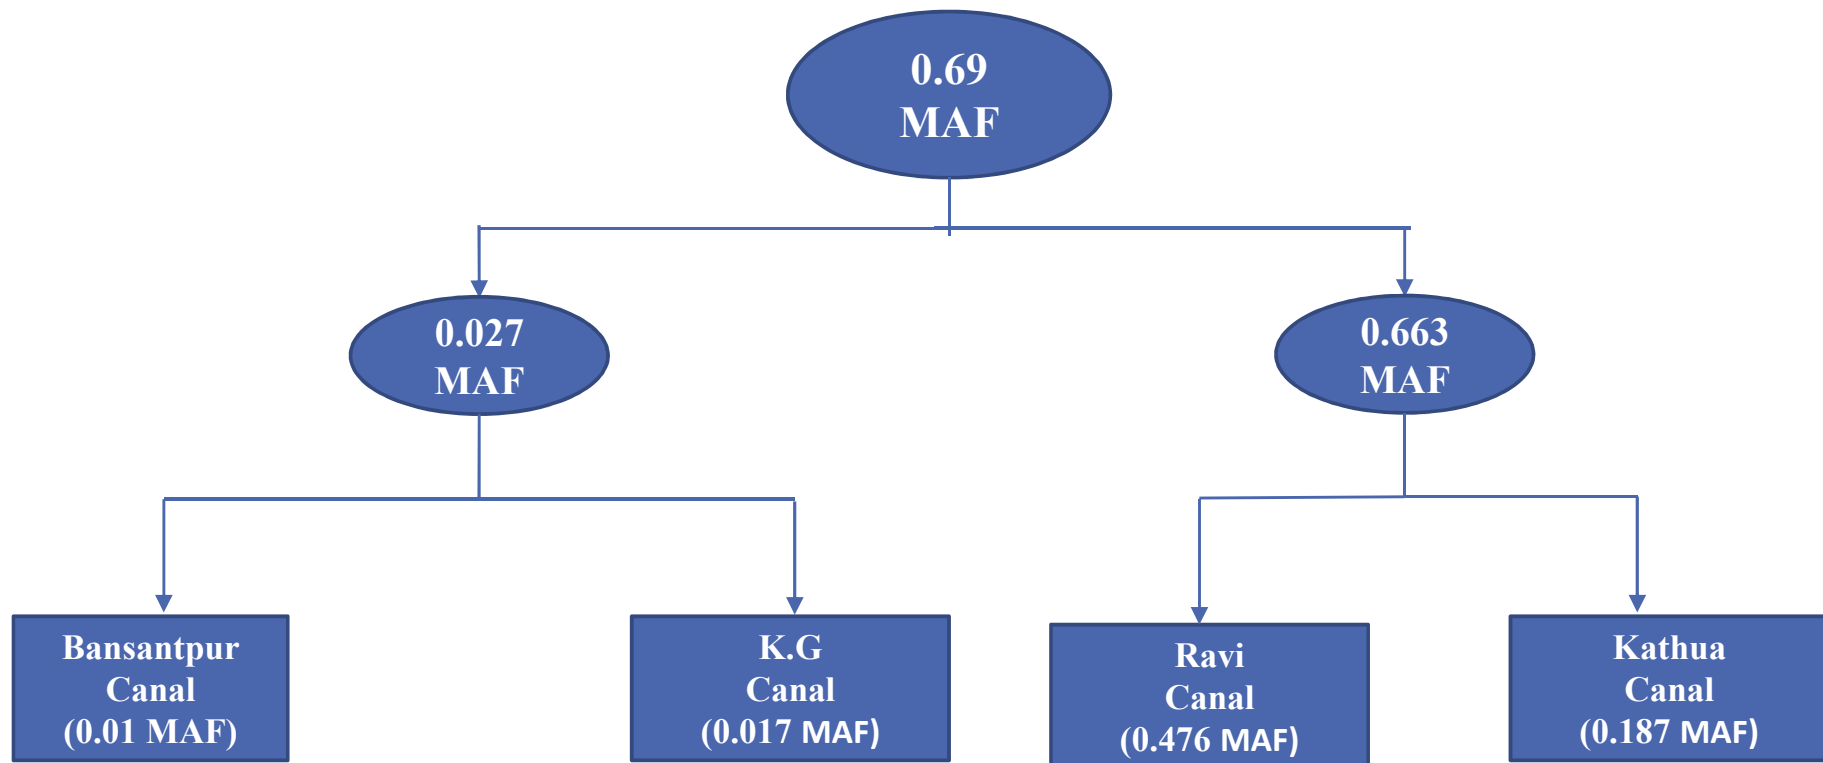 0.69
MAF
0.027
MAF
0.663
MAF
Bansantpur
Canal
(0.01 MAF)
K.G
Canal
(0.017 MAF)
Ravi
Canal
(0.476 MAF)
Kathua
Canal
(0.187 MAF)